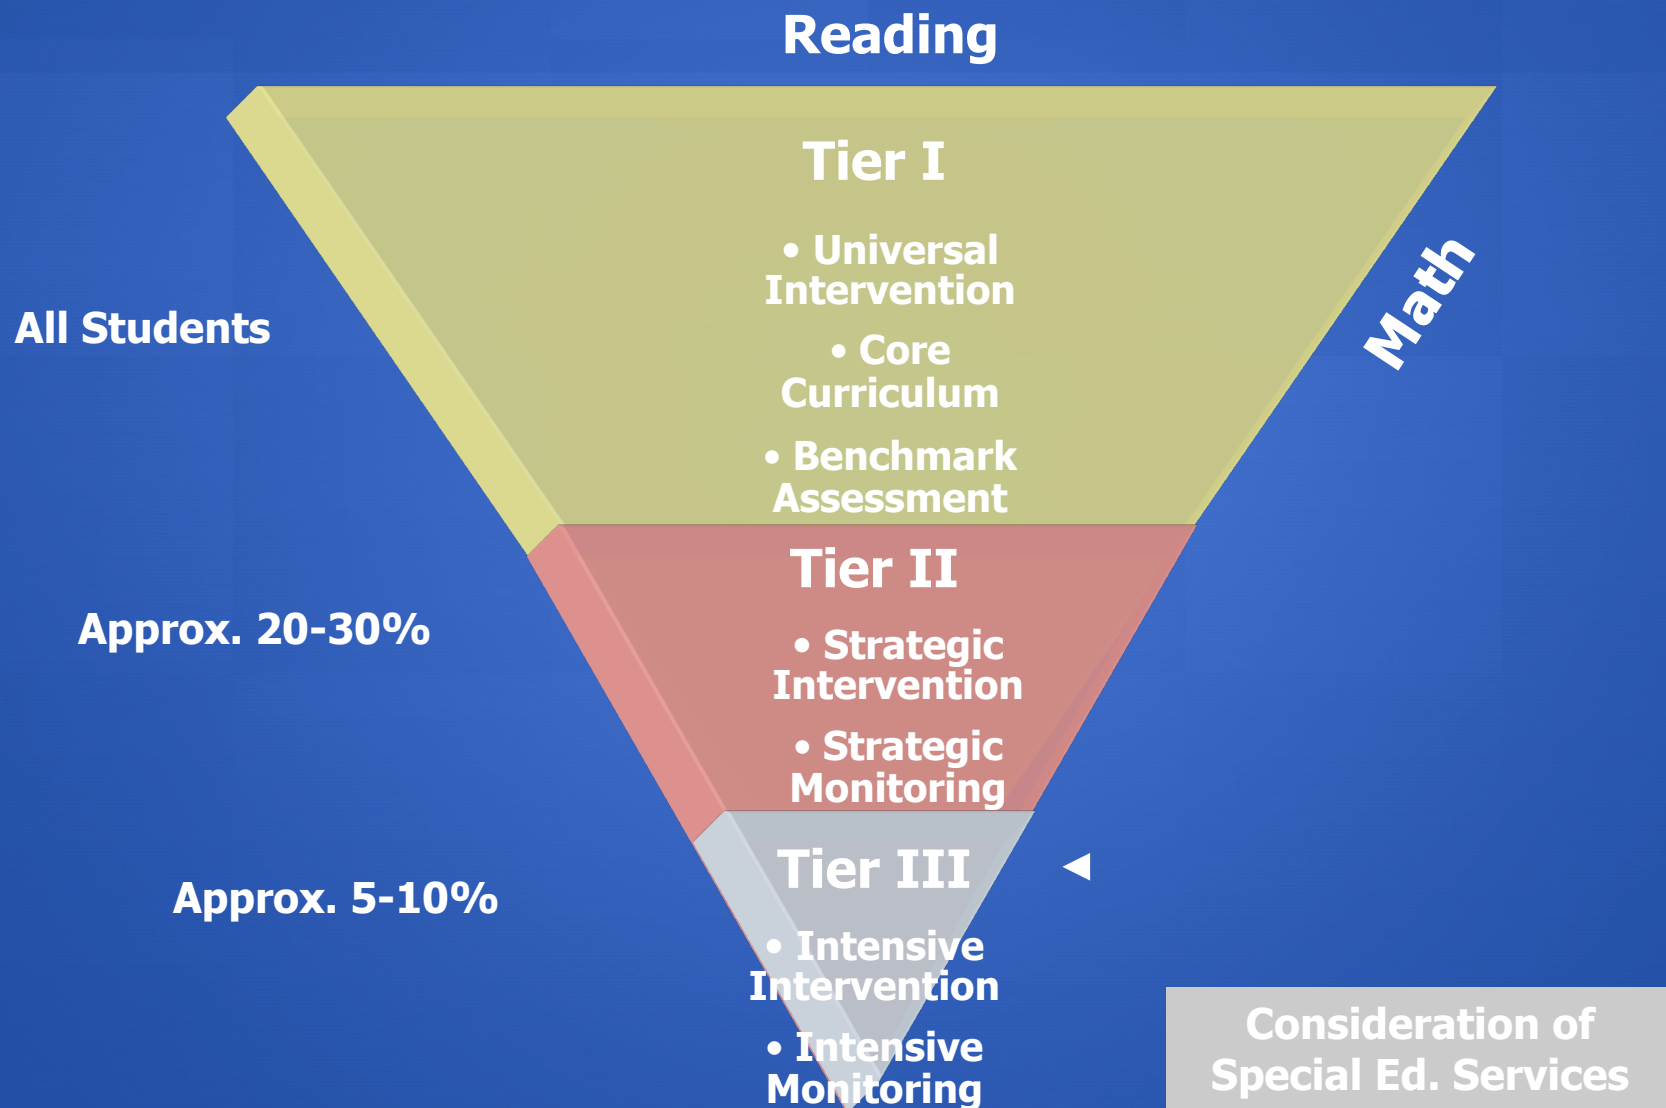 Reading
Tier I
• Universal
Intervention
• Core
Curriculum
• Benchmark
Assessment
All Students
Math
Tier II
• Strategic
Intervention
• Strategic
Monitoring
Approx. 20-30%
Tier III
• Intensive
Intervention
• Intensive
Monitoring
Approx. 5-10%
Consideration of
Special Ed. Services